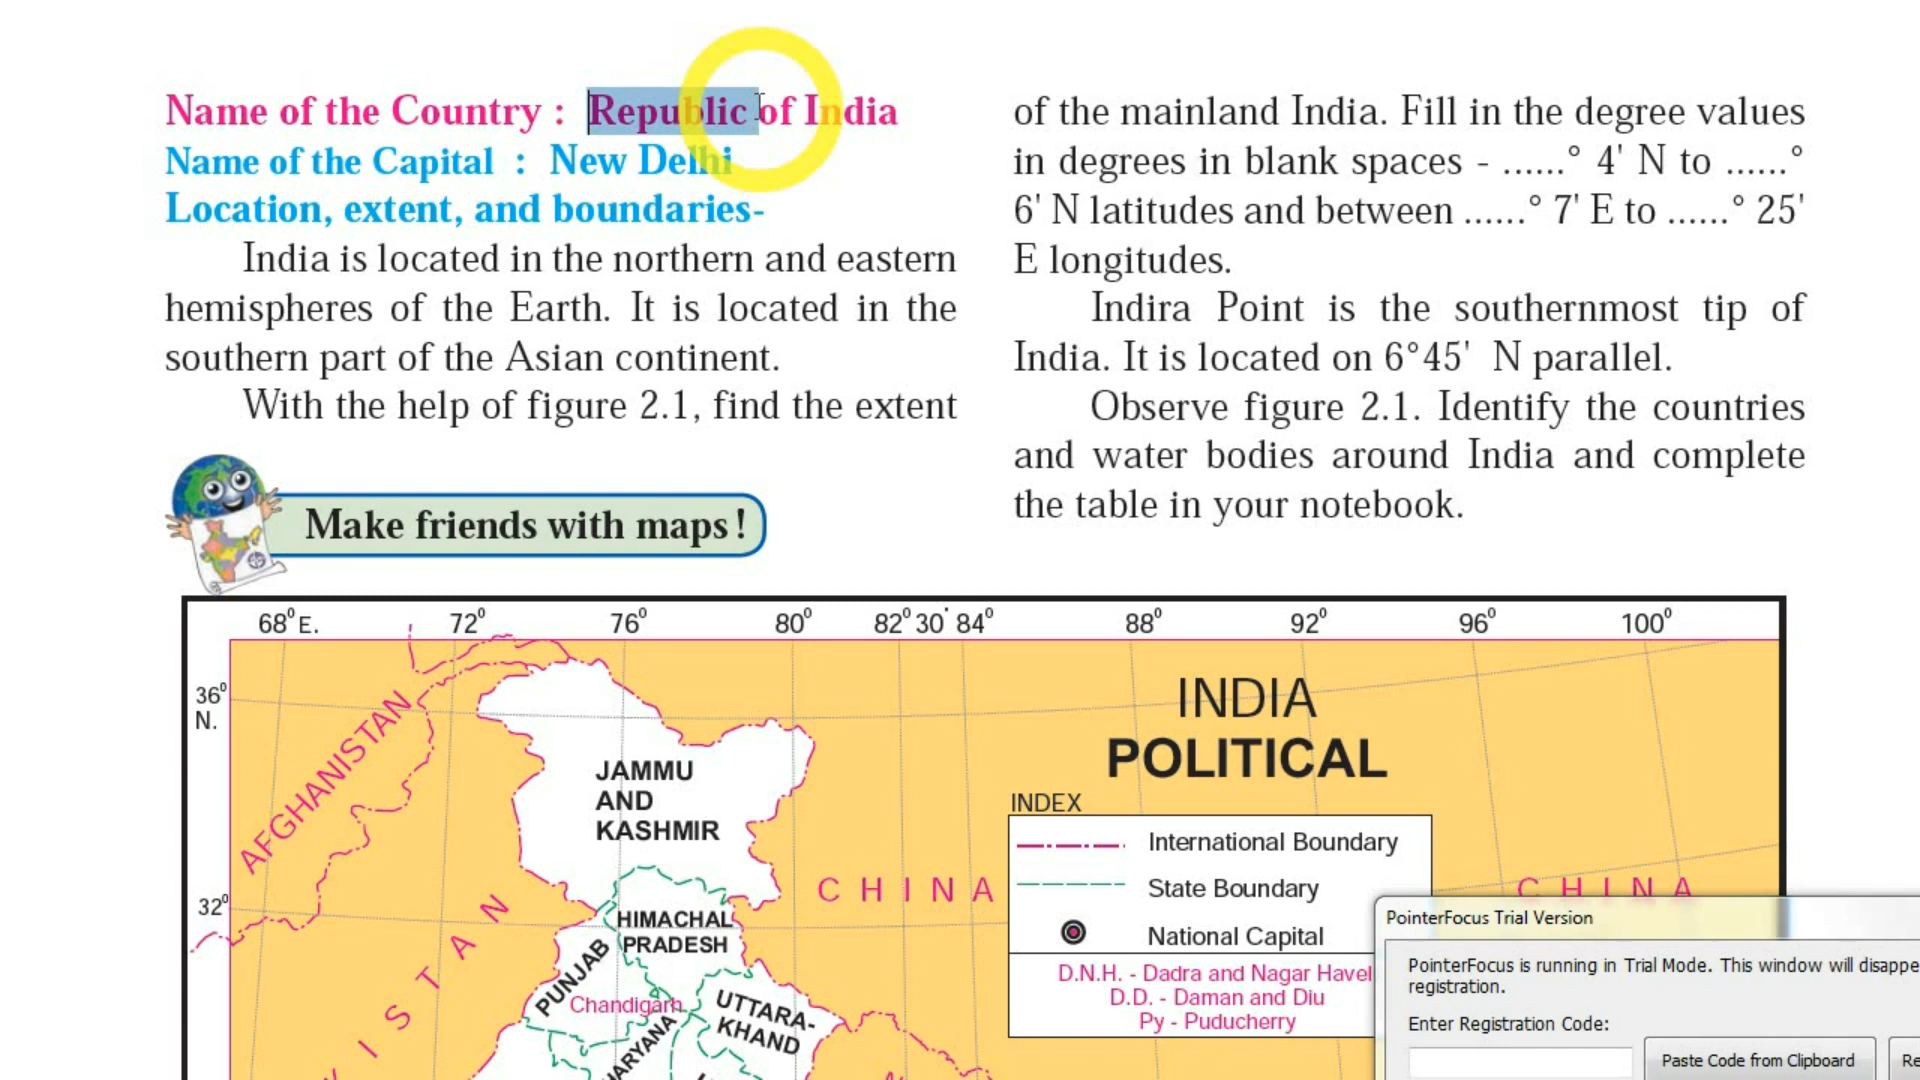 Name of the Country : Republic of India
Name of the Capital : New Delhi
Location, extent, and boundaries-
India is located in the northern and eastern
hemispheres of the Earth. It is located in the
southern part of the Asian continent.
With the help of figure 2.1, find the extent
of the mainland India. Fill in the degree values
in degrees in blank spaces - ......° 4' N to ......°
6' N latitudes and between ......° 7' E to ......° 25'
E longitudes.
Indira Point is the southernmost tip of
India. It is located on 6°45' N parallel.
Observe figure 2.1. Identify the countries
and water bodies around India and complete
the table in your notebook.
Make friends with maps!
68° E. 72° 76° 80° 82° 30' 84° 88° 92° 96° 100°
36°
N.
32°
AFGHANISTAN
JAMMU
AND
KASHMIR
HIMACHAL
PRADESH
PUNJAB
Chandigarh
HARYANA
UTTARA-
KHAND
I S T A N
CHINA
INDIA
POLITICAL
INDEX
International Boundary
State Boundary
National Capital
D.N.H. - Dadra and Nagar Havel
D.D. - Daman and Diu
Py - Puducherry
CHINA
PointerFocus Trial Version
PointerFocus is running in Trial Mode. This window will disappe
registration.
Enter Registration Code:
Paste Code from Clipboard
Re